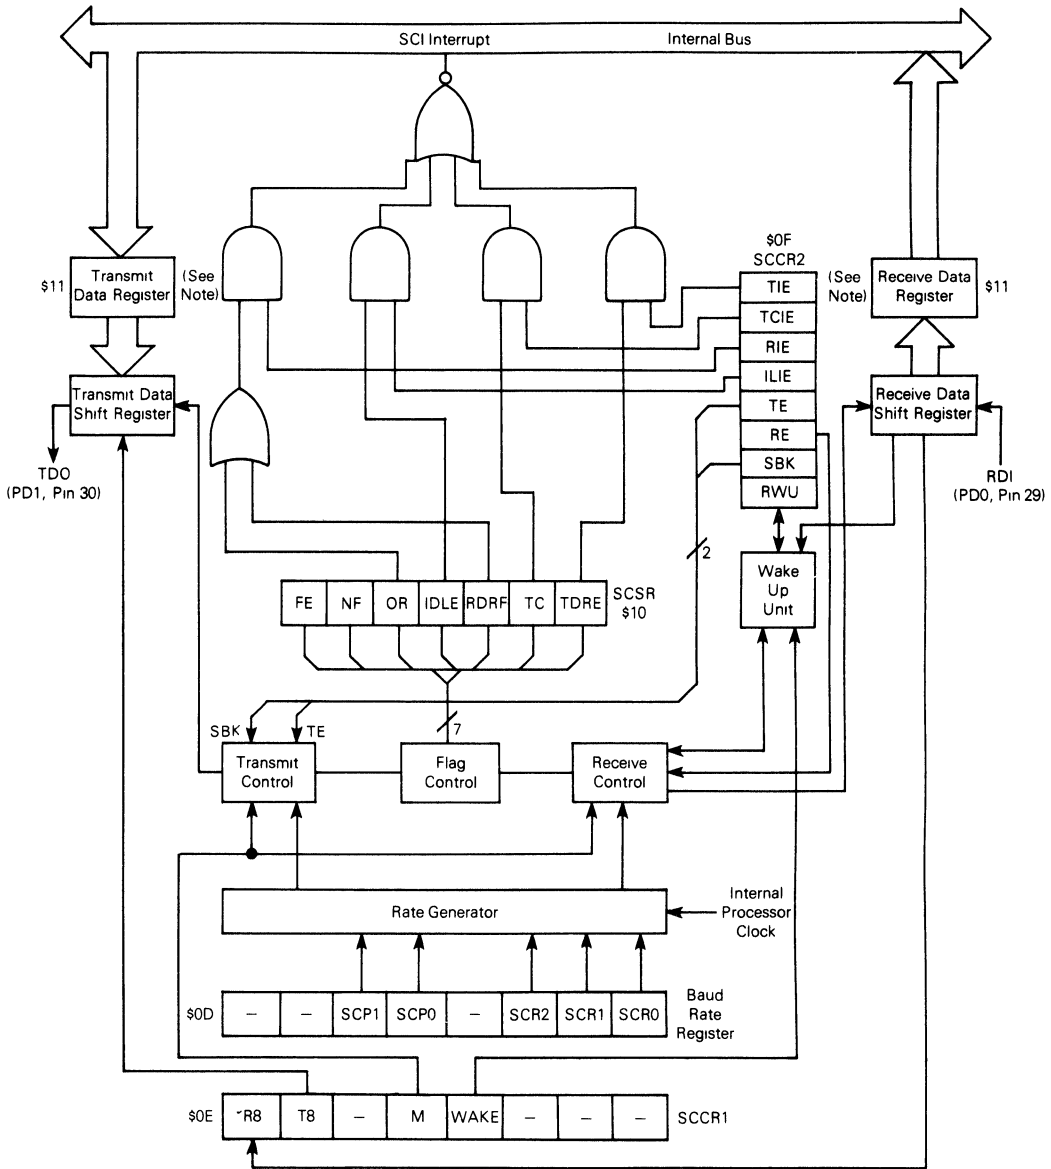 SCI Interrupt
Internal Bus
$0F
SCCR2
$11
Transmit
Data Register
(See
Note)
TIE
(See
Note)
Receive Data
Register
$11
TCIE
RIE
ILIE
Transmit Data
Shift Register
TE
Receive Data
Shift Register
RE
SBK
RWU
TDO
(PD1, Pin 30)
RDI
(PD0, Pin 29)
2
Wake
Up
Unit
FE
NF
OR
IDLE
RDRF
TC
TDRE
SCSR
$10
SBK
TE
7
Transmit
Control
Flag
Control
Receive
Control
Rate Generator
Internal
Processor
Clock
$0D
–
–
SCP1
SCP0
–
SCR2
SCR1
SCR0
Baud
Rate
Register
$0E
R8
T8
–
M
WAKE
–
–
–
SCCR1